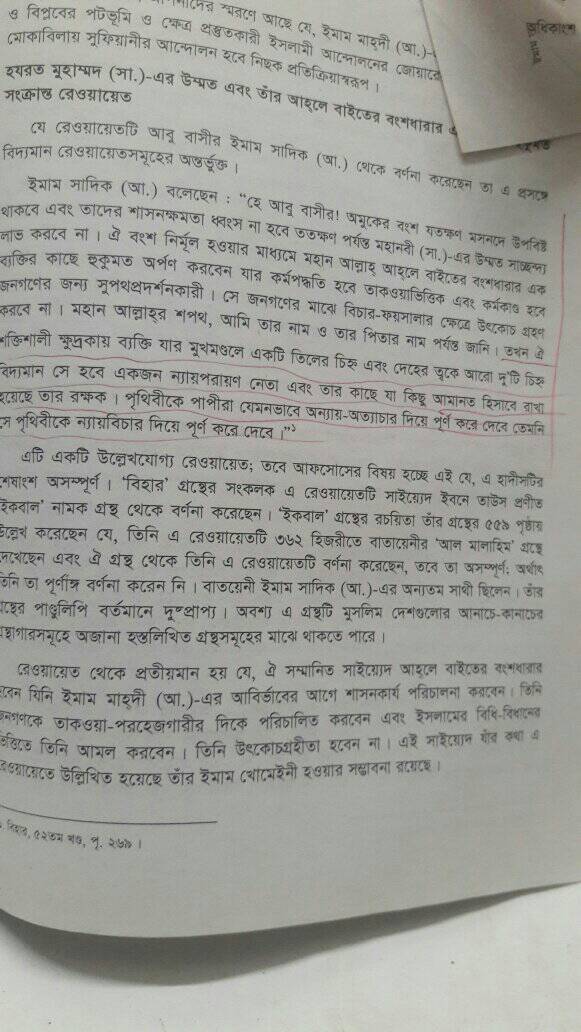 স্মরণে আছে যে, ইমাম মাহ্দী (আ.)-
ও বিপ্লবের পটভূমি ও ক্ষেত্র প্রস্তুতকারী ইসলামী আন্দোলনের
মোকাবিলায় সুফিয়ানীর আন্দোলন হবে নিছক প্রতিক্রিয়াস্বরূপ।
হযরত মুহাম্মদ (সা.)-এর উম্মত এবং তাঁর আহলে বাইতের বংশধারার
সংক্রান্ত রেওয়ায়েত
যে রেওয়ায়েতটি আবু বাসীর ইমাম সাদিক (আ.) থেকে বর্ণনা করেছেন তা এ প্রসঙ্গে
বিদ্যমান রেওয়ায়েতসমূহের অন্তর্ভুক্ত।
ইমাম সাদিক (আ.) বলেছেন : “হে আবু বাসীর! অমুকের বংশ যতক্ষণ মসনদে উপবিষ্ট
থাকবে এবং তাদের শাসনক্ষমতা ধ্বংস না হবে ততক্ষণ পর্যন্ত মহানবী (সা.)-এর উম্মত সাচ্ছন্দ্য
লাভ করবে না। ঐ বংশ নির্মূল হওয়ার মাধ্যমে মহান আল্লাহ্ আহলে বাইতের বংশধারার এক
ব্যক্তির কাছে হুকুমত অর্পণ করবেন যার কর্মপদ্ধতি হবে তাকওয়াভিত্তিক এবং কর্মকাণ্ড হবে
জনগণের জন্য সুপথপ্রদর্শনকারী। সে জনগণের মাঝে বিচার-ফয়সালার ক্ষেত্রে উৎকোচ গ্রহণ
করবে না। মহান আল্লাহর শপথ, আমি তার নাম ও তার পিতার নাম পর্যন্ত জানি। তখন ঐ
শক্তিশালী ক্ষুদ্রকায় ব্যক্তি যার মুখমণ্ডলে একটি তিলের চিহ্ন এবং দেহের ত্বকে আরো দু’টি চিহ্ন
বিদ্যমান সে হবে একজন ন্যায়পরায়ণ নেতা এবং তার কাছে যা কিছু আমানত হিসাবে রাখা
হয়েছে তার রক্ষক। পৃথিবীকে পাপীরা যেমনভাবে অন্যায়-অত্যাচার দিয়ে পূর্ণ করে দেবে তেমনি
সে পৃথিবীকে ন্যায়বিচার দিয়ে পূর্ণ করে দেবে।”১
এটি একটি উল্লেখযোগ্য রেওয়ায়েত; তবে আফসোসের বিষয় হচ্ছে এই যে, এ হাদীসটির
শেষাংশ অসম্পূর্ণ। ‘বিহার’ গ্রন্থের সংকলক এ রেওয়ায়েতটি সাইয়্যেদ ইবনে তাউস প্রণীত
‘ইকবাল’ নামক গ্রন্থ থেকে বর্ণনা করেছেন। ‘ইকবাল’ গ্রন্থের রচয়িতা তাঁর গ্রন্থের ৫৫৯ পৃষ্ঠায়
উল্লেখ করেছেন যে, তিনি এ রেওয়ায়েতটি ৩৬২ হিজরীতে বাতায়েনীর ‘আল মালাহিম’ গ্রন্থে
দেখেছেন এবং ঐ গ্রন্থ থেকে তিনি এ রেওয়ায়েতটি বর্ণনা করেছেন, তবে তা অসম্পূর্ণ; অর্থাৎ
তিনি তা পূর্ণাঙ্গ বর্ণনা করেন নি। বাতয়েনী ইমাম সাদিক (আ.)-এর অন্যতম সাথী ছিলেন। তাঁর
গ্রন্থের পাণ্ডুলিপি বর্তমানে দুষ্প্রাপ্য। অবশ্য এ গ্রন্থটি মুসলিম দেশগুলোর আনাচে-কানাচের
গ্রন্থাগারসমূহে অজানা হস্তলিখিত গ্রন্থসমূহের মাঝে থাকতে পারে।
রেওয়ায়েত থেকে প্রতীয়মান হয় যে, ঐ সম্মানিত সাইয়্যেদ আহলে বাইতের বংশধারার
হবেন যিনি ইমাম মাহ্দী (আ.)-এর আবির্ভাবের আগে শাসনকার্য পরিচালনা করবেন। তিনি
জনগণকে তাকওয়া-পরহেজগারীর দিকে পরিচালিত করবেন এবং ইসলামের বিধি-বিধানের
ভিত্তিতে তিনি আমল করবেন। তিনি উৎকোচগ্রহীতা হবেন না। এই সাইয়্যেদ যাঁর কথা এ
রেওয়ায়েতে উল্লিখিত হয়েছে তাঁর ইমাম খোমেইনী হওয়ার সম্ভাবনা রয়েছে।
বিহার, ৫২তম খণ্ড, পৃ. ২৬৯।
অধিকাংশ